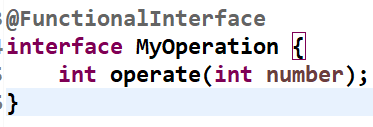 @FunctionalInterface
interface MyOperation {
    int operate(int number);
}